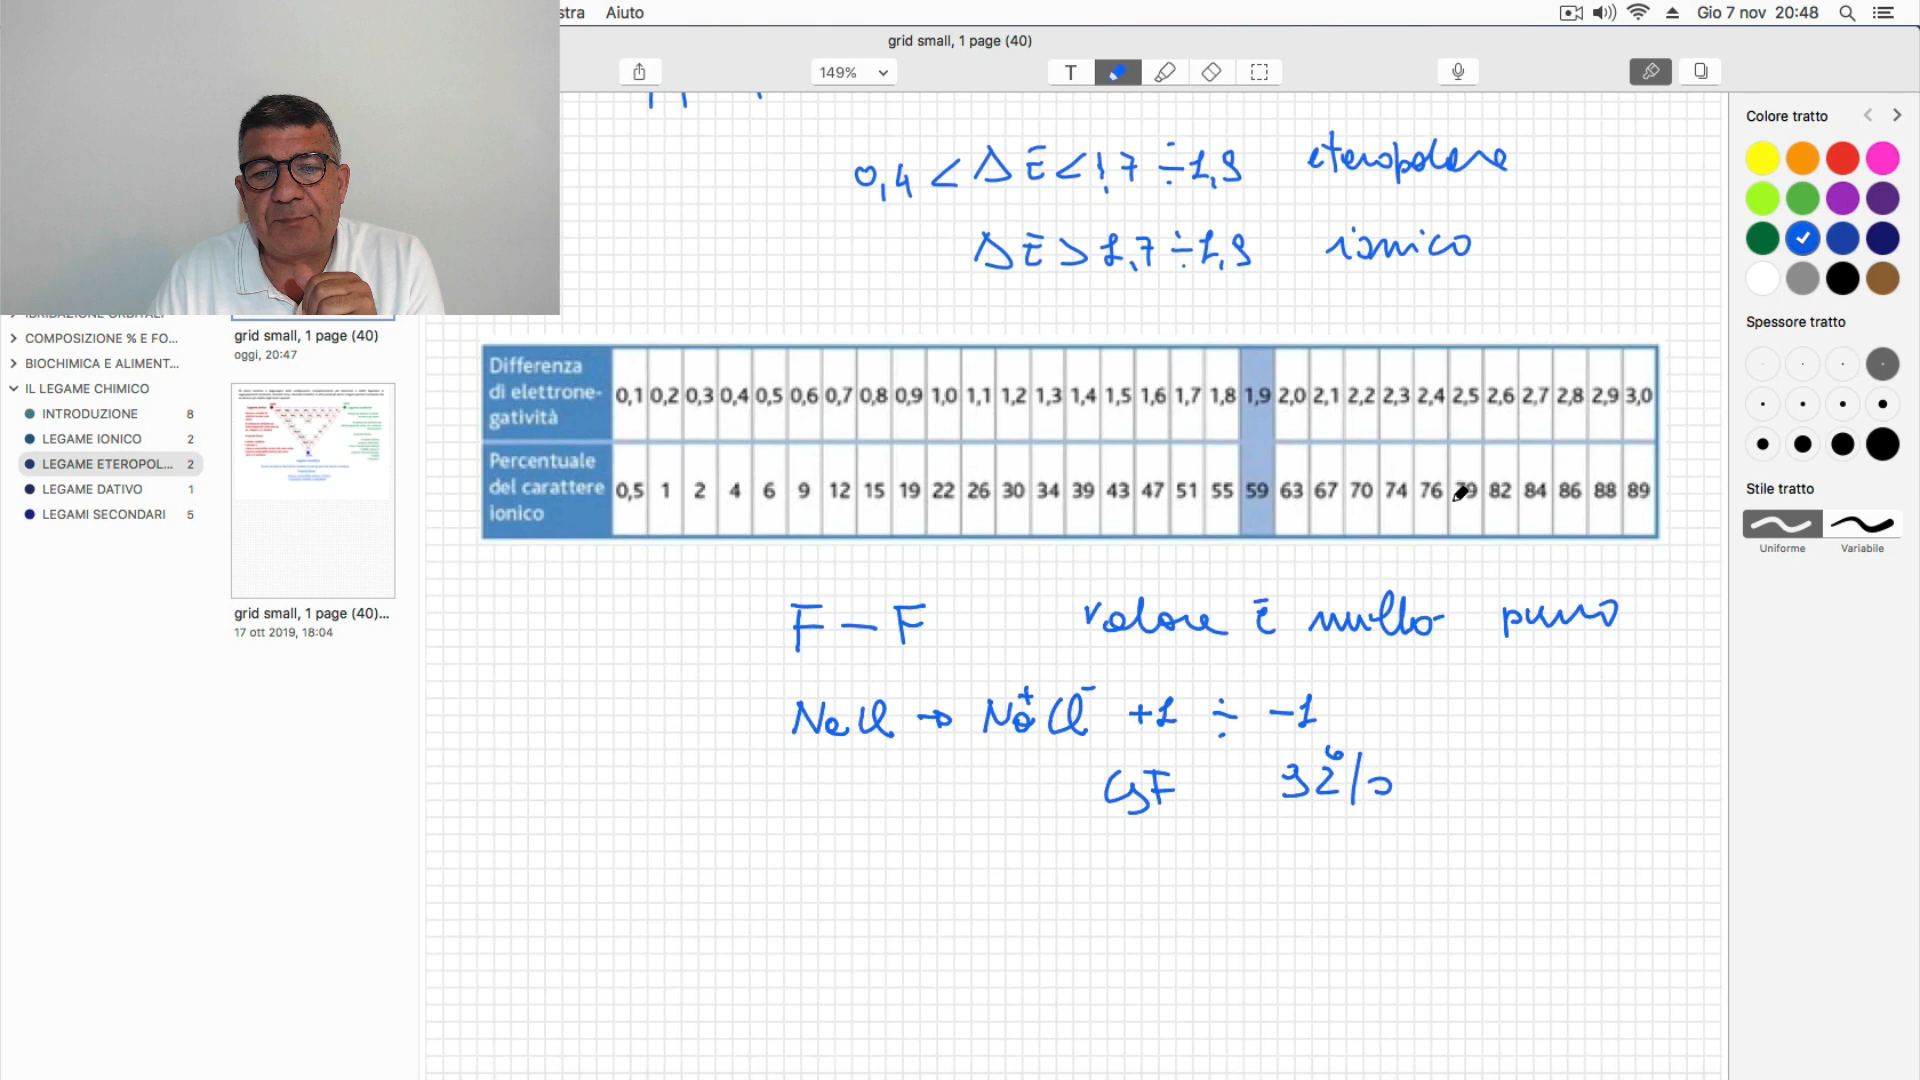 stra Aiuto Gio 7 nov 20:48
grid small, 1 page (40)
149% T
Colore tratto
0,4 < ΔE < 1,7 ÷ 1,9 eteropolare
ΔE > 1,7 ÷ 1,9 ionico
Spessore tratto
Stile tratto
Uniforme Variabile
COMPOSIZIONE % E FO...
BIOCHIMICA E ALIMENT...
IL LEGAME CHIMICO
INTRODUZIONE 8
LEGAME IONICO 2
LEGAME ETEROPOL... 2
LEGAME DATIVO 1
LEGAMI SECONDARI 5
grid small, 1 page (40)
oggi, 20:47
grid small, 1 page (40)...
17 ott 2019, 18:04
Differenza
di elettrone-
gatività
0,1 0,2 0,3 0,4 0,5 0,6 0,7 0,8 0,9 1,0 1,1 1,2 1,3 1,4 1,5 1,6 1,7 1,8 1,9 2,0 2,1 2,2 2,3 2,4 2,5 2,6 2,7 2,8 2,9 3,0
Percentuale
del carattere
ionico
0,5 1 2 4 6 9 12 15 19 22 26 30 34 39 43 47 51 55 59 63 67 70 74 76 79 82 84 86 88 89
F — F valore è nullo puro
NaCl → Na⁺Cl⁻ +1 ÷ -1
CsF 92%